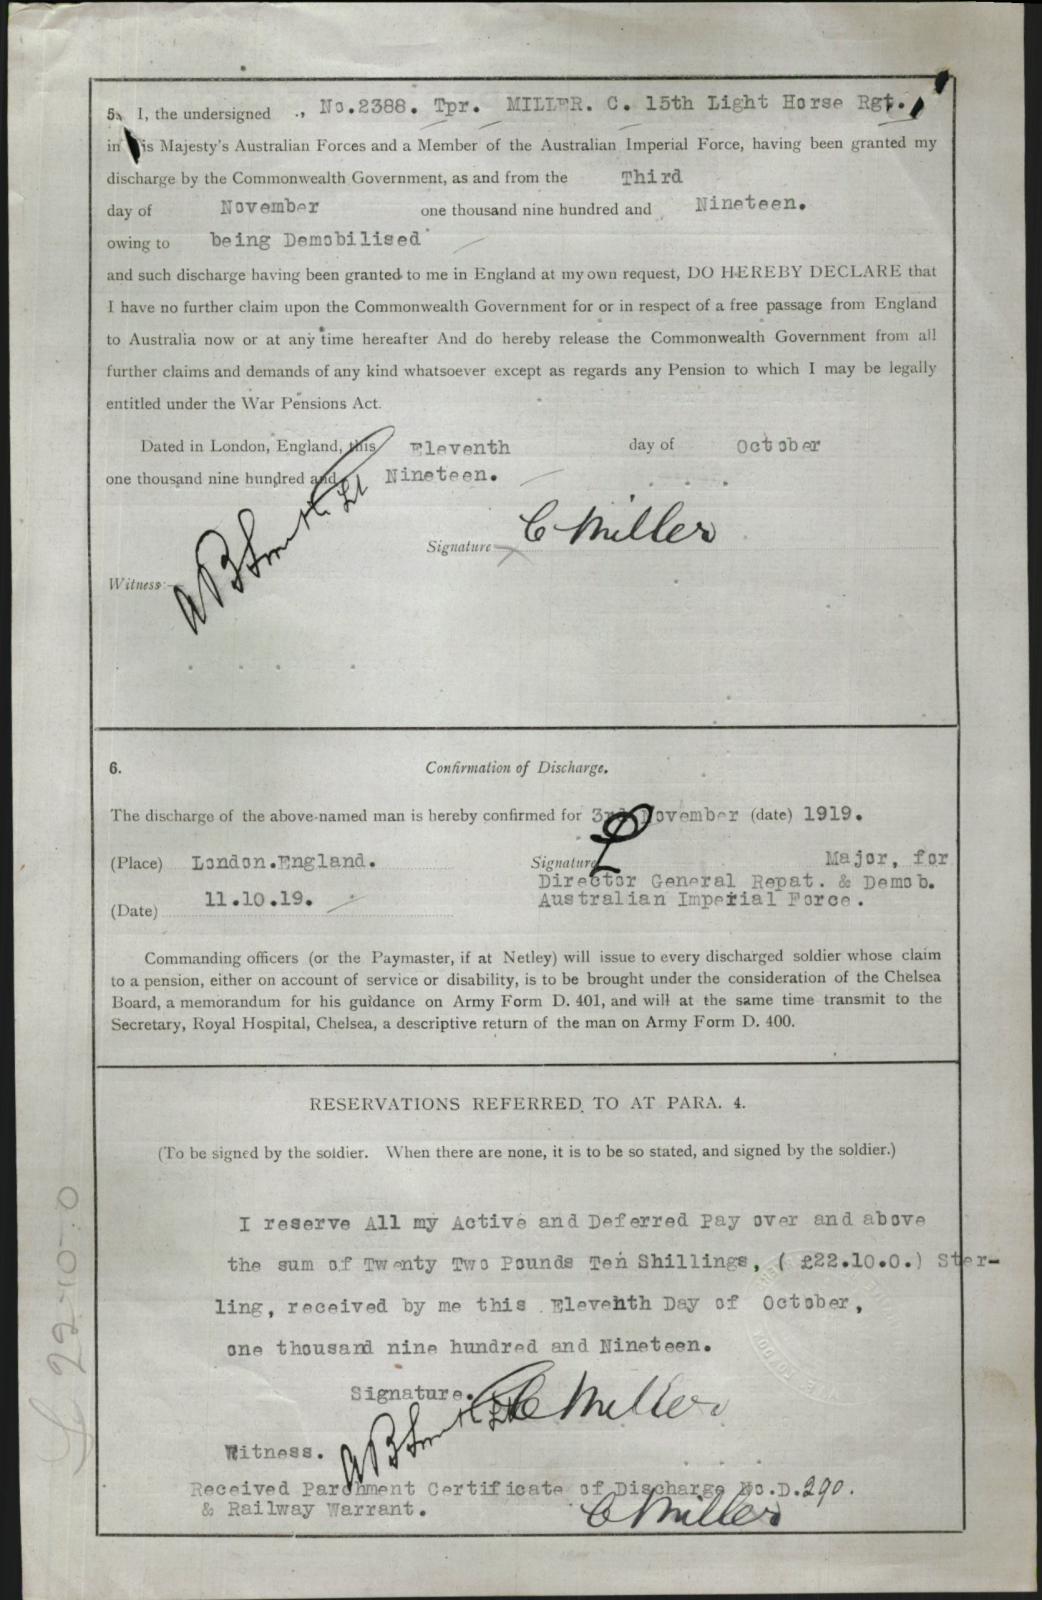 5. I, the undersigned ., No.2388. Tpr. MILLER. C. 15th Light Horse Rgt.
in His Majesty's Australian Forces and a Member of the Australian Imperial Force, having been granted my
discharge by the Commonwealth Government, as and from the Third
day of November one thousand nine hundred and Nineteen.
owing to being Demobilised
and such discharge having been granted to me in England at my own request, DO HEREBY DECLARE that
I have no further claim upon the Commonwealth Government for or in respect of a free passage from England
to Australia now or at any time hereafter And do hereby release the Commonwealth Government from all
further claims and demands of any kind whatsoever except as regards any Pension to which I may be legally
entitled under the War Pensions Act.
Dated in London, England, this Eleventh day of October
one thousand nine hundred and Nineteen.
Signature C Miller
Witness:— A B Smith Lt
6. Confirmation of Discharge.
The discharge of the above-named man is hereby confirmed for 3rd November (date) 1919.
(Place) London.England. Signature Major, for
Director General Repat. & Demob.
(Date) 11.10.19. Australian Imperial Force.
Commanding officers (or the Paymaster, if at Netley) will issue to every discharged soldier whose claim
to a pension, either on account of service or disability, is to be brought under the consideration of the Chelsea
Board, a memorandum for his guidance on Army Form D. 401, and will at the same time transmit to the
Secretary, Royal Hospital, Chelsea, a descriptive return of the man on Army Form D. 400.
RESERVATIONS REFERRED TO AT PARA. 4.
(To be signed by the soldier. When there are none, it is to be so stated, and signed by the soldier.)
I reserve All my Active and Deferred Pay over and above
the sum of Twenty Two Pounds Ten Shillings, ( £22.10.0.) Ster-
ling, received by me this Eleventh Day of October,
one thousand nine hundred and Nineteen.
Signature. C Miller
Witness. A B Smith Lt
Received Parchment Certificate of Discharge No.D.290.
& Railway Warrant. C Miller
22-10-0